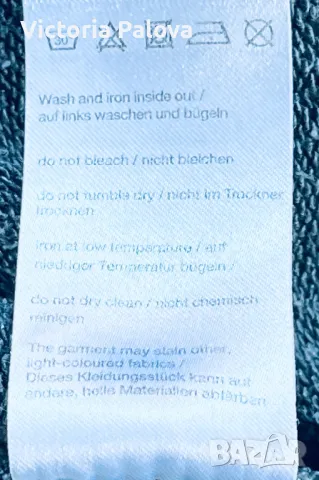 Victoria Palova
30
Wash and iron inside out /
auf links waschen und bügeln
do not bleach / nicht bleichen
do not tumble dry / nicht im Trockner
trocknen
iron at low temperature / auf
niedriger Temperatur bügeln /
do not dry clean / nicht chemisch
reinigen
The garment may stain other,
light-coloured fabrics /
Dieses Kleidungsstück kann auf
andere, helle Materialien abfärben
BAZAR